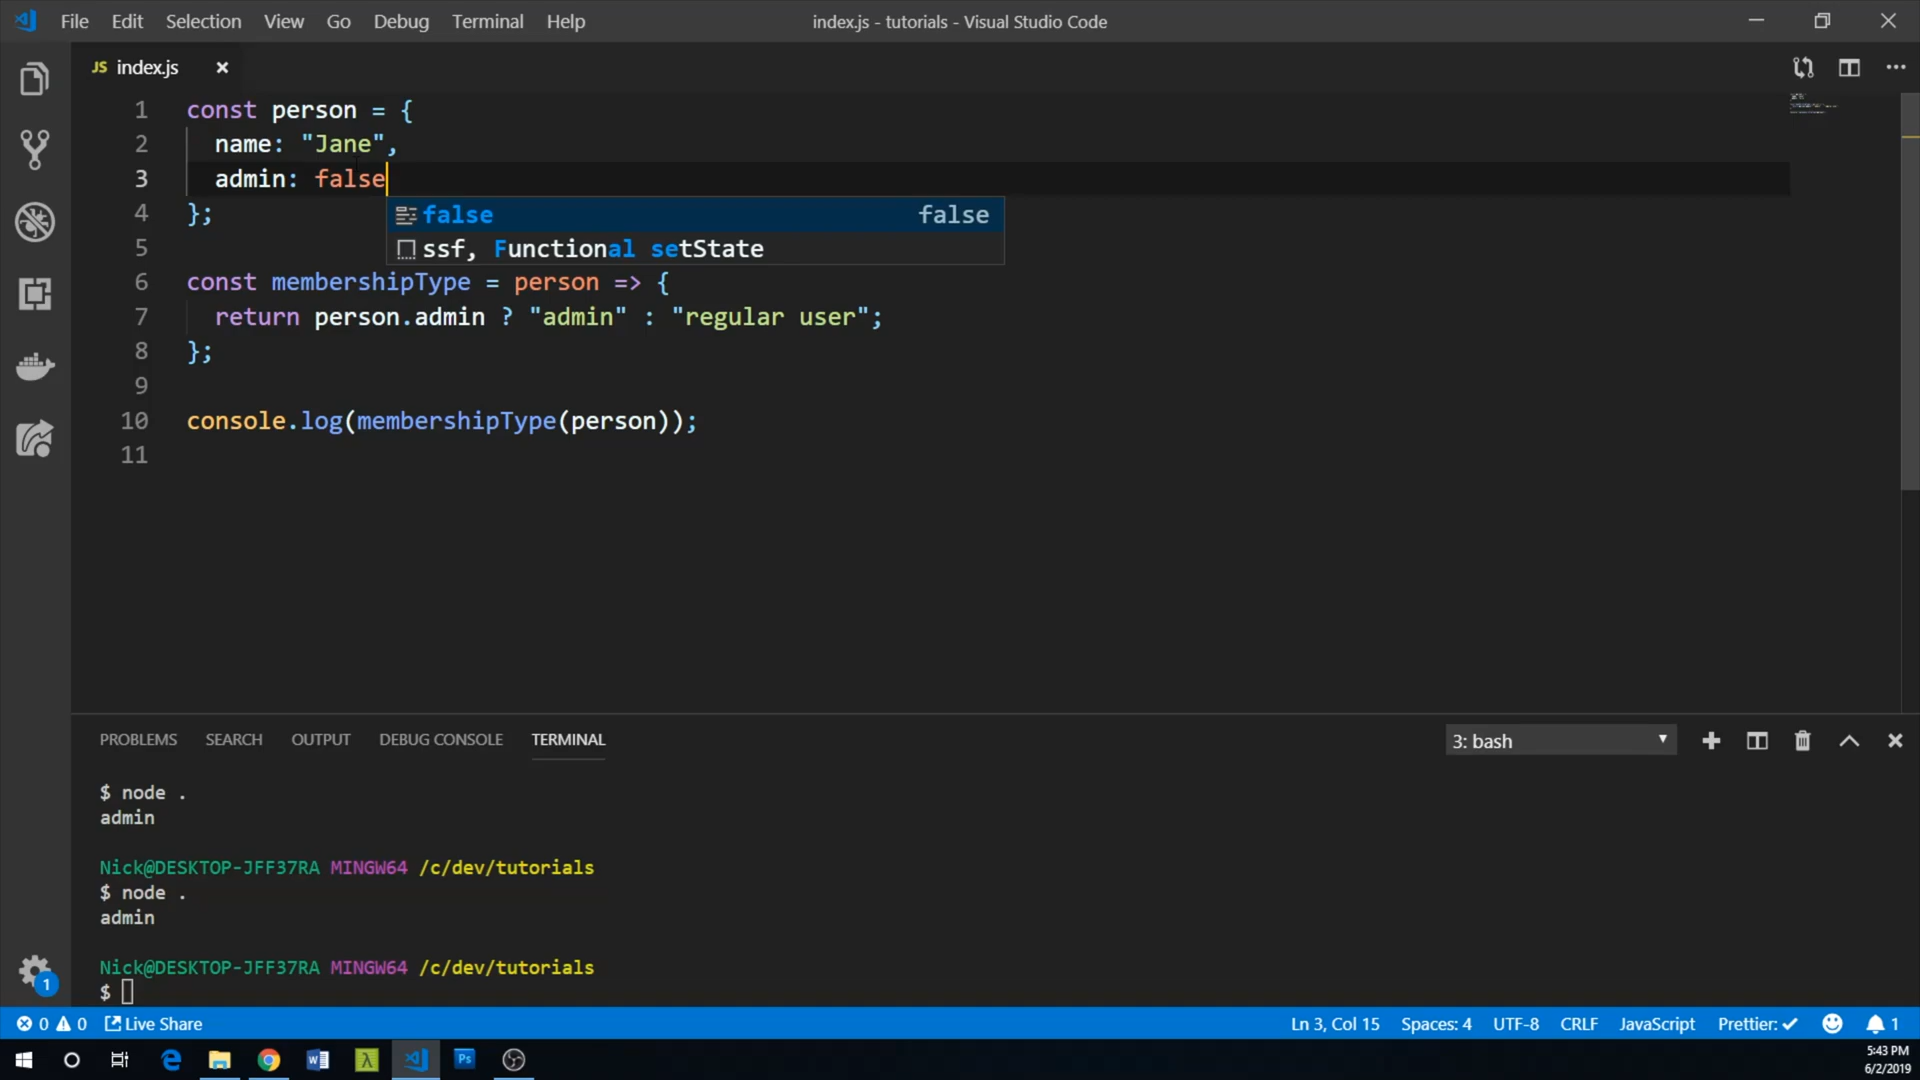 File Edit Selection View Go Debug Terminal Help index.js - tutorials - Visual Studio Code
JS index.js
1 const person = {
2 name: "Jane",
3 admin: false
4 };
false false
5
ssf, Functional setState
6 const membershipType = person => {
7 return person.admin ? "admin" : "regular user";
8 };
9
10 console.log(membershipType(person));
11
PROBLEMS SEARCH OUTPUT DEBUG CONSOLE TERMINAL 3: bash
$ node .
admin
Nick@DESKTOP-JFF37RA MINGW64 /c/dev/tutorials
$ node .
admin
Nick@DESKTOP-JFF37RA MINGW64 /c/dev/tutorials
$
1
0 0 Live Share Ln 3, Col 15 Spaces: 4 UTF-8 CRLF JavaScript Prettier: ✓ 1
Ps
5:43 PM
6/2/2019